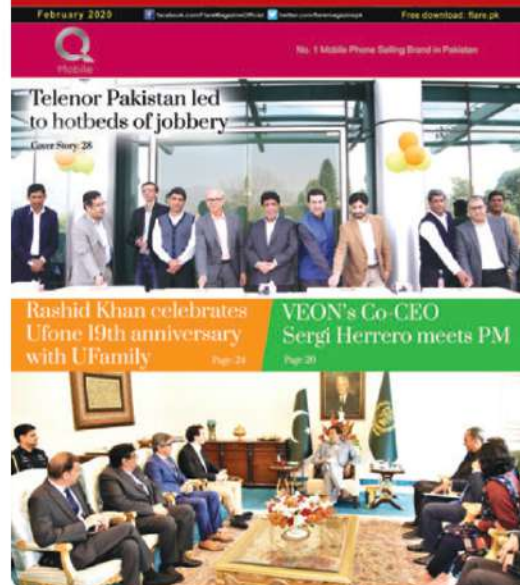 February 2020
facebook.com/FlareMagazineOfficial
twitter.com/flaremagazinepk
Free download: flare.pk
Q
Mobile
No. 1 Mobile Phone Selling Brand in Pakistan
Telenor Pakistan led
to hotbeds of jobbery
Cover Story: 28
Rashid Khan celebrates
Ufone 19th anniversary
with UFamily
Page: 24
VEON's Co-CEO
Sergi Herrero meets PM
Page: 20